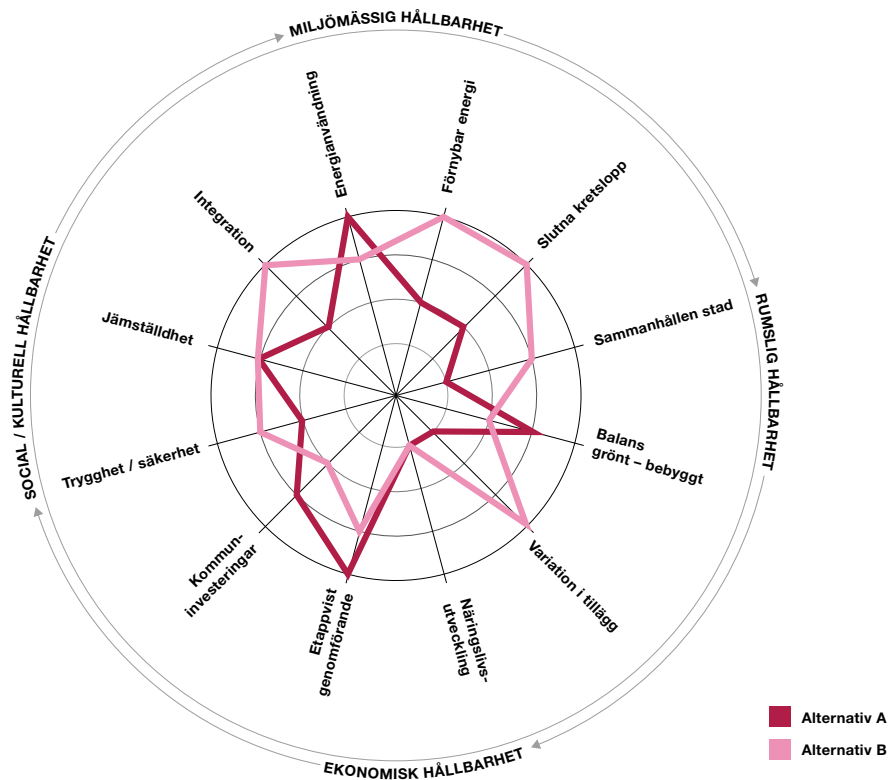 MILJÖMÄSSIG HÅLLBARHET
Energianvändning
Förnybar energi
Slutna kretslopp
Sammanhållen stad
RUMSLIG HÅLLBARHET
Balans
grönt – bebyggt
Variation i tillägg
Näringslivs-
utveckling
EKONOMISK HÅLLBARHET
Etappvist
genomförande
Kommun-
investeringar
Trygghet / säkerhet
Jämställdhet
Integration
SOCIAL / KULTURELL HÅLLBARHET
Alternativ A
Alternativ B